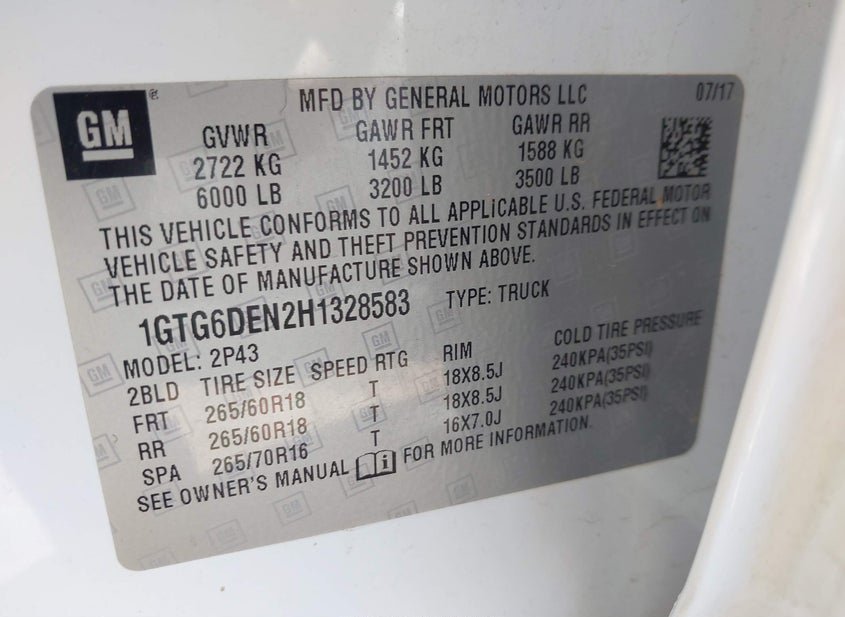 GM
MFD BY GENERAL MOTORS LLC 07/17
GVWR GAWR FRT GAWR RR
2722 KG 1452 KG 1588 KG
6000 LB 3200 LB 3500 LB
THIS VEHICLE CONFORMS TO ALL APPLICABLE U.S. FEDERAL MOTOR
VEHICLE SAFETY AND THEFT PREVENTION STANDARDS IN EFFECT ON
THE DATE OF MANUFACTURE SHOWN ABOVE.
1GTG6DEN2H1328583 TYPE: TRUCK
MODEL: 2P43
2BLD TIRE SIZE SPEED RTG RIM COLD TIRE PRESSURE
FRT 265/60R18 T 18X8.5J 240KPA(35PSI)
RR 265/60R18 T 18X8.5J 240KPA(35PSI)
SPA 265/70R16 T 16X7.0J 240KPA(35PSI)
SEE OWNER'S MANUAL i FOR MORE INFORMATION.